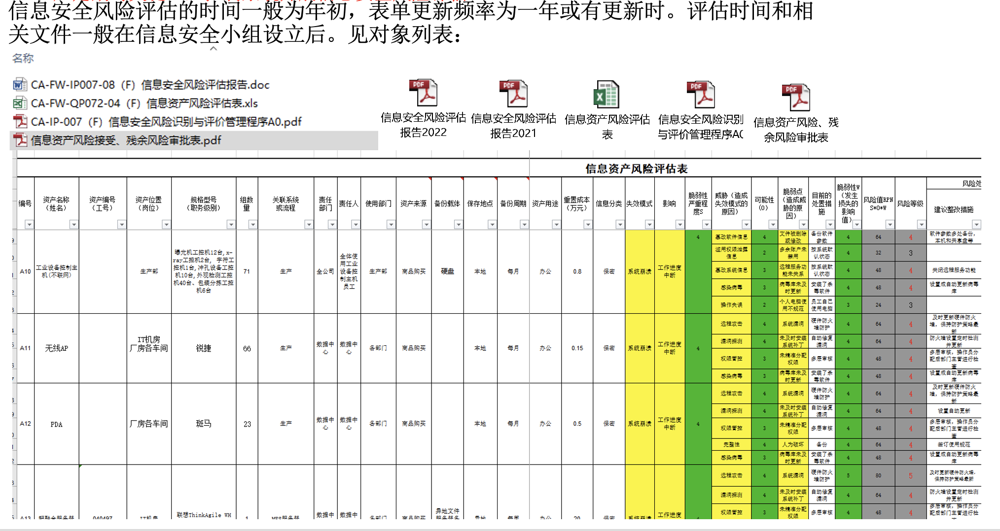 信息安全风险评估的时间一般为年初，表单更新频率为一年或有更新时。评估时间和相
关文件一般在信息安全小组设立后。见对象列表：
名称
CA-FW-IP007-08（F）信息安全风险评估报告.doc
CA-FW-QP072-04（F）信息资产风险评估表.xls
CA-IP-007（F）信息安全风险识别与评价管理程序A0.pdf
信息资产风险接受、残余风险审批表.pdf
信息安全风险评估
报告2022
信息安全风险评估
报告2021
信息资产风险评估
表
信息安全风险识别
与评价管理程序A0
信息资产风险、残
余风险审批表
信息资产风险评估表
编号
资产名称
（姓名）
资产编号
（工号）
资产位置
（岗位）
规格型号
（职务级别）
组数
量
关联系统
或流程
责任
部门
责任人
使用部门
资产来源
备份载体
保存地点
备份周期
资产用途
重置成本
（万元）
信息分类
失效模式
影响
脆弱性
严重程
度S
威胁（造成
失效模式的
原因）
可能性
（O）
脆弱点
（造成威
胁的原
因）
目前的
处置措
施
脆弱性W
（发生
损失的
影响
值）
风险值RPN
S*O*W
风险等级
风险处
建议整改措施
A10
工业设备控制主
机(不联网)
生产部
曝光机工控机12台, x-
ray工控机2台, 字符工
控机1台, 冲孔设备工控
机10台, 外观检测工控
机40台、包装分拣工控
机6台
71
生产
全公司
全体使
用工业
设备控
制主机
员工
生产部
商品购买
硬盘
本地
每月
办公
0.8
保密
系统崩溃
工作进度
中断
4
篡改软件信息
4
文件被删除
或修改
备份软件
参数
4
64
4
软件参数多处备份，
本机和共享盘等
滥用权限泄露
信息
2
多余账户未
禁用
按系统默
认状态
4
32
3
篡改系统信息
3
远程服务功
能未关系
按系统默
认状态
4
48
4
关闭远程服务功能
感染病毒
3
病毒库未及
时更新
安装了杀
毒软件
4
48
4
设置成自动更新病毒
库
操作失误
2
个人电脑使
用不规范
员工自己
使用电脑
3
24
3
A11
无线AP
IT机房
厂房各车间
锐捷
66
生产
数据中
心
数据中
心
各部门
商品购买
本地
每月
办公
0.15
保密
系统崩溃
工作进度
中断
4
远程攻击
4
系统漏洞
硬件防火
墙防护
4
64
4
及时更新硬件防火
墙，保持防护策略最
新
漏洞探测
4
未及时安装
系统补丁
自动修复
漏洞
4
64
4
防火墙设置定时检测
并更新
权限管控
3
未精准分配
权限
多层审核
4
48
4
多层审核，操作员分
配后部门主管进行检
查
感染病毒
3
病毒库未及
时更新
安装了杀
毒软件
4
48
4
设置成自动更新病毒
库
A12
PDA
厂房各车间
斑马
23
生产
数据中
心
数据中
心
各部门
商品购买
本地
每月
办公
0.5
保密
系统崩溃
工作进度
中断
4
远程攻击
4
系统漏洞
硬件防火
墙防护
4
64
4
及时更新硬件防火
墙，保持防护策略最
新
漏洞探测
4
未及时安装
系统补丁
自动修复
漏洞
4
64
4
设置自动更新
权限管控
3
未精准分配
权限
多层审核
4
48
4
多层审核，操作员分
配后部门主管进行检
查
完整性
4
人为破坏
备份
4
64
4
签订使用规范
感染病毒
3
病毒库未及
时更新
安装了杀
毒软件
4
48
4
设置成自动更新病毒
库
A13
超融合服务器
040497
IT机房
联想ThinkAgile WH
1
MES服务器
数据中
数据中
各部门
商品购买
异地文件
服务器备
异地
每周
办公
20
保密
系统崩溃
工作进度
4
远程攻击
4
系统漏洞
硬件防火
墙防护
5
80
5
及时更新硬件防火墙，
保持防护策略最新
漏洞探测
4
未及时安装
系统补丁
自动修复
漏洞
4
64
4
防火墙设置定时检测
并更新
权限管控
3
未精准分配
权限
多层审核
4
48
4
多层审核，操作员分
配后部门主管进行检